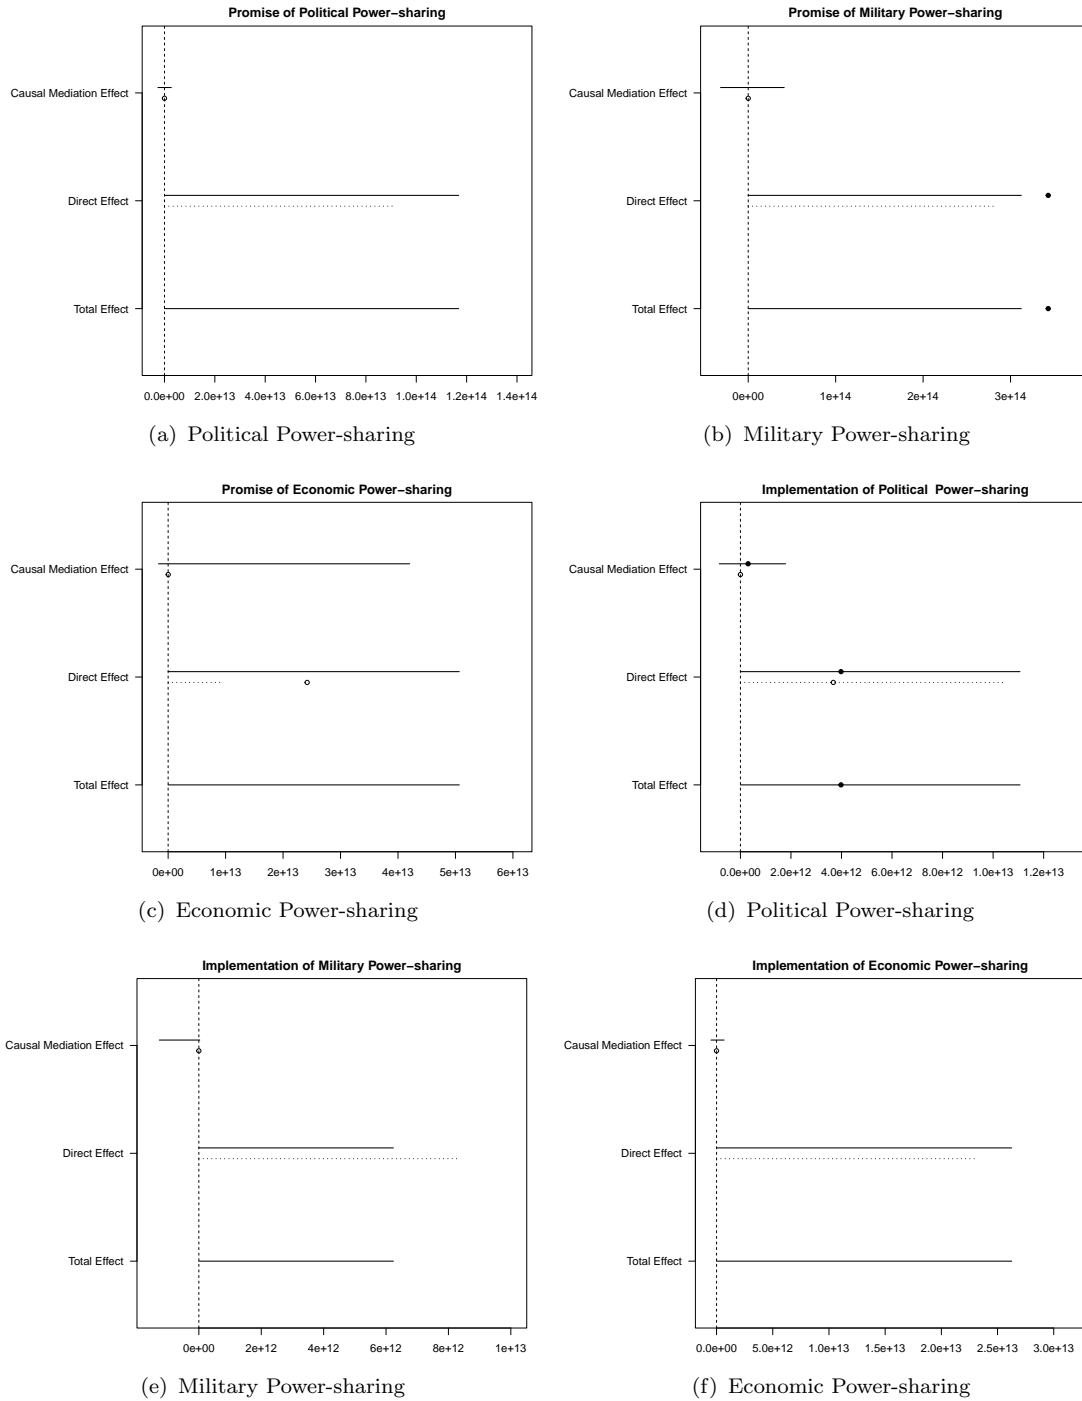 Promise of Political Power−sharing
Causal Mediation Effect
Direct Effect
Total Effect
0.0e+00 2.0e+13 4.0e+13 6.0e+13 8.0e+13 1.0e+14 1.2e+14 1.4e+14
(a) Political Power-sharing
Promise of Military Power−sharing
Causal Mediation Effect
Direct Effect
Total Effect
0e+00 1e+14 2e+14 3e+14
(b) Military Power-sharing
Promise of Economic Power−sharing
Causal Mediation Effect
Direct Effect
Total Effect
0e+00 1e+13 2e+13 3e+13 4e+13 5e+13 6e+13
(c) Economic Power-sharing
Implementation of Political Power−sharing
Causal Mediation Effect
Direct Effect
Total Effect
0.0e+00 2.0e+12 4.0e+12 6.0e+12 8.0e+12 1.0e+13 1.2e+13
(d) Political Power-sharing
Implementation of Military Power−sharing
Causal Mediation Effect
Direct Effect
Total Effect
0e+00 2e+12 4e+12 6e+12 8e+12 1e+13
(e) Military Power-sharing
Implementation of Economic Power−sharing
Causal Mediation Effect
Direct Effect
Total Effect
0.0e+00 5.0e+12 1.0e+13 1.5e+13 2.0e+13 2.5e+13 3.0e+13
(f) Economic Power-sharing